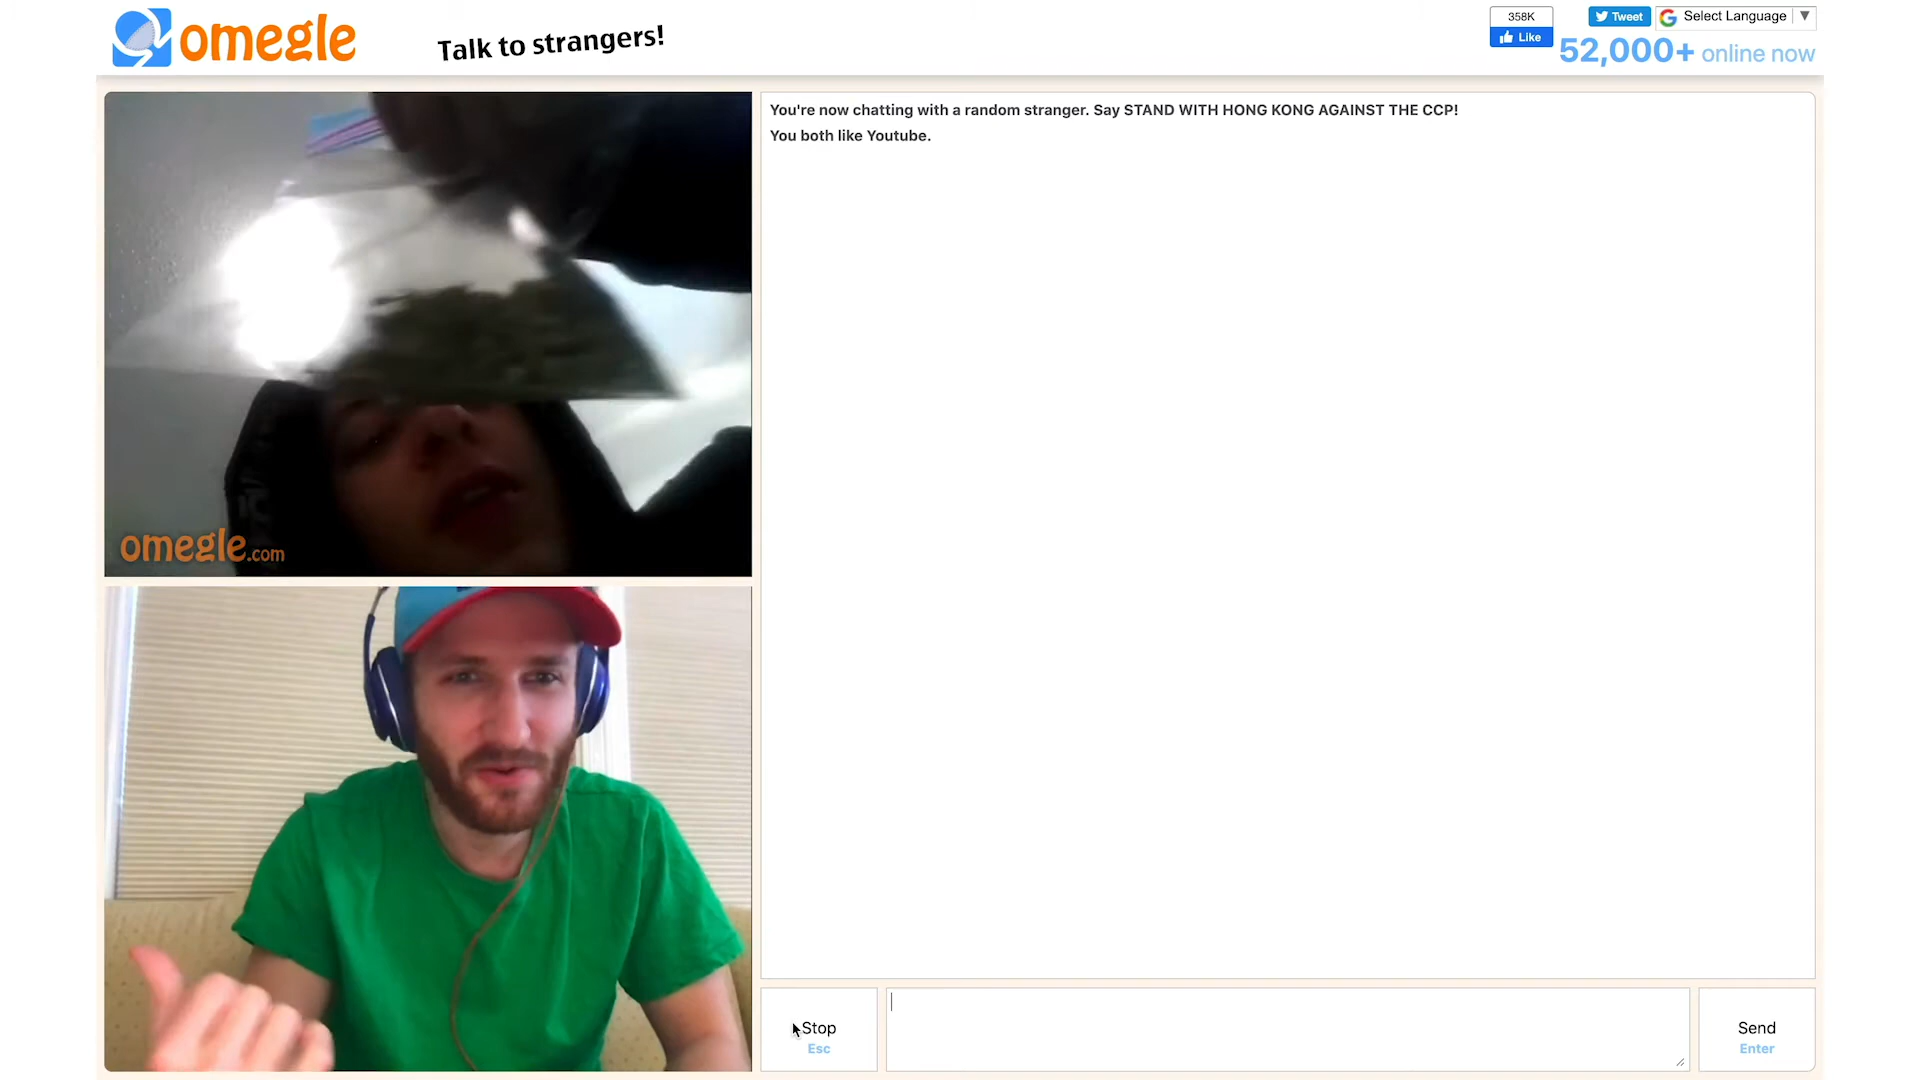 omegle
Talk to strangers!
358K
Like
Tweet
Select Language
52,000+ online now
You're now chatting with a random stranger. Say STAND WITH HONG KONG AGAINST THE CCP!
You both like Youtube.
omegle.com
Stop
Esc
Send
Enter